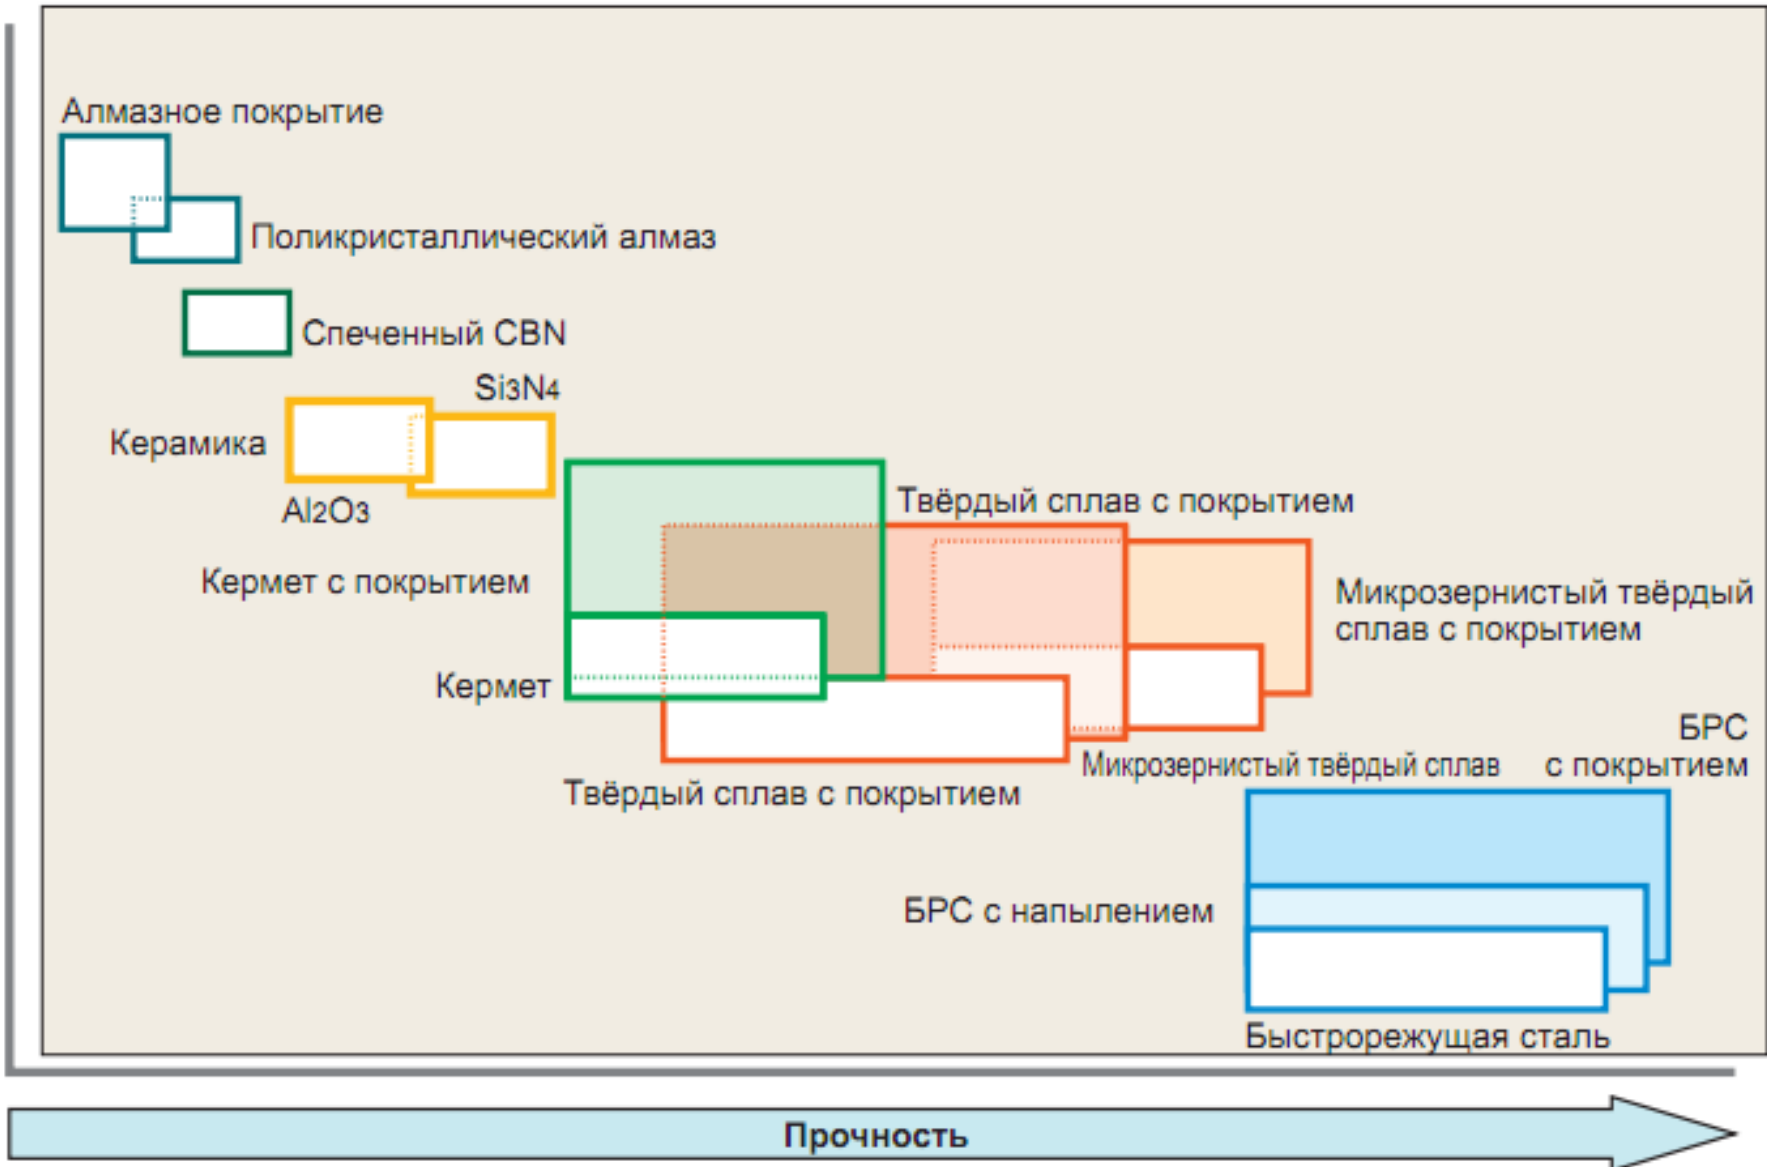 Алмазное покрытие
Поликристаллический алмаз
Спеченный CBN
Si3N4
Керамика
Al2O3
Твёрдый сплав с покрытием
Кермет с покрытием
Микрозернистый твёрдый
сплав с покрытием
Кермет
БРС
с покрытием
Микрозернистый твёрдый сплав
Твёрдый сплав с покрытием
БРС с напылением
Быстрорежущая сталь
Прочность